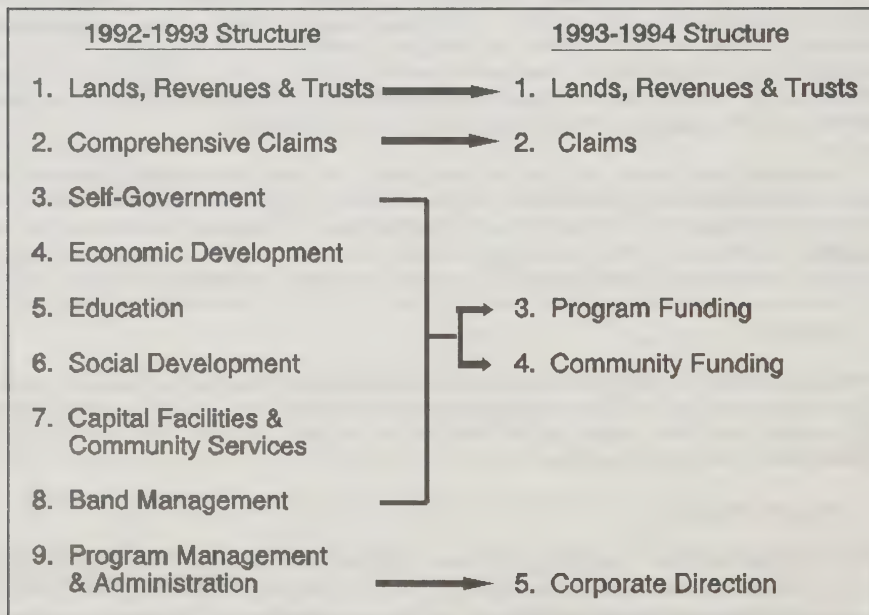 1992-1993 Structure
1993-1994 Structure
1. Lands, Revenues & Trusts
1. Lands, Revenues & Trusts
2. Comprehensive Claims
2. Claims
3. Self-Government
4. Economic Development
5. Education
3. Program Funding
6. Social Development
4. Community Funding
7. Capital Facilities &
Community Services
8. Band Management
9. Program Management
& Administration
5. Corporate Direction